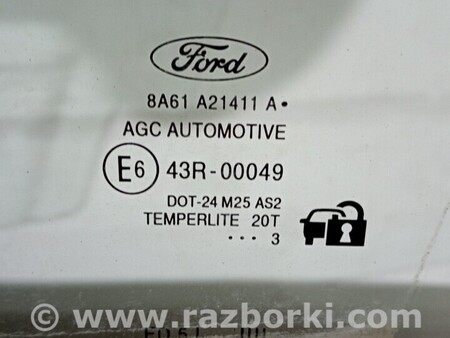 Ford
8A61 A21411 A•
AGC AUTOMOTIVE
E6 43R-00049
DOT-24 M25 AS2
TEMPERLITE 20T
••• 3
© www.razborki.com